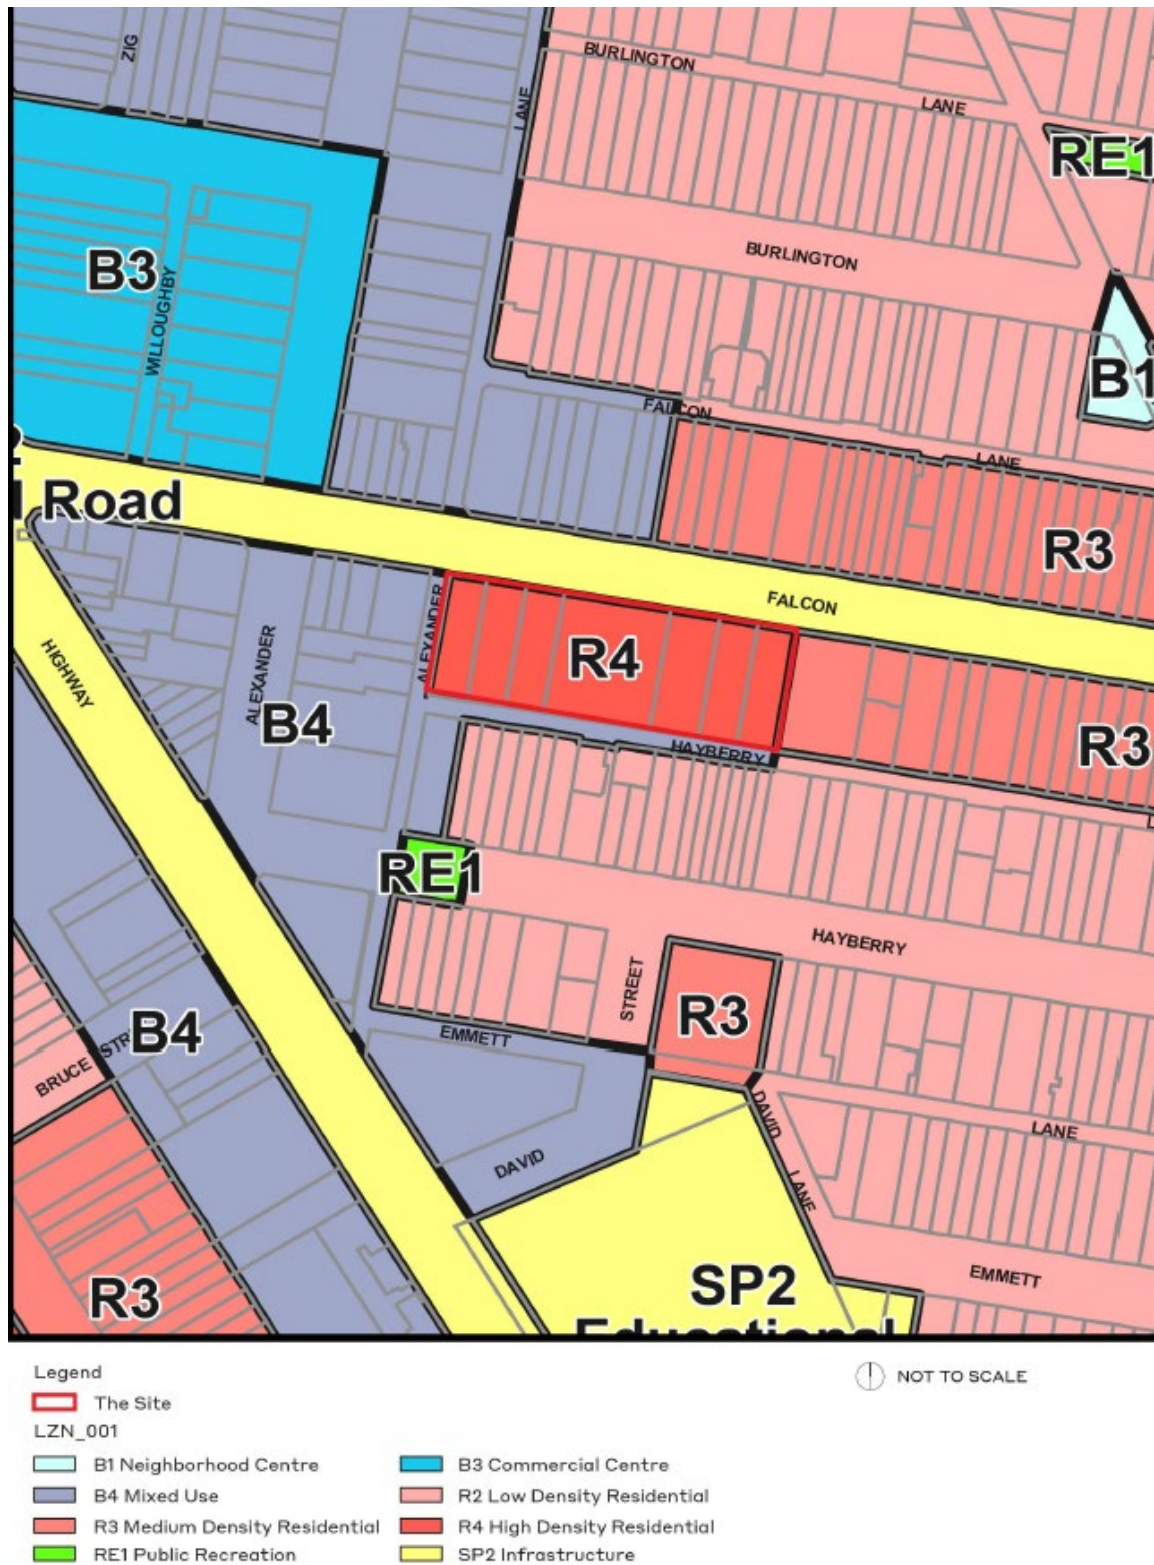 ZIG
BURLINGTON
LANE
LANE
RE1
BURLINGTON
B3
WILLOUGHBY
B1
FALCON
LANE
Road
R3
FALCON
ALEXANDER
R4
ALEXANDER
HIGHWAY
B4
HAYBERRY
R3
RE1
HAYBERRY
STREET
R3
B4
EMMETT
BRUCE
DAVID
LANE
DAVID
LANE
EMMETT
SP2
Educational
R3
Legend
The Site
NOT TO SCALE
LZN_001
B1 Neighborhood Centre
B3 Commercial Centre
B4 Mixed Use
R2 Low Density Residential
R3 Medium Density Residential
R4 High Density Residential
RE1 Public Recreation
SP2 Infrastructure